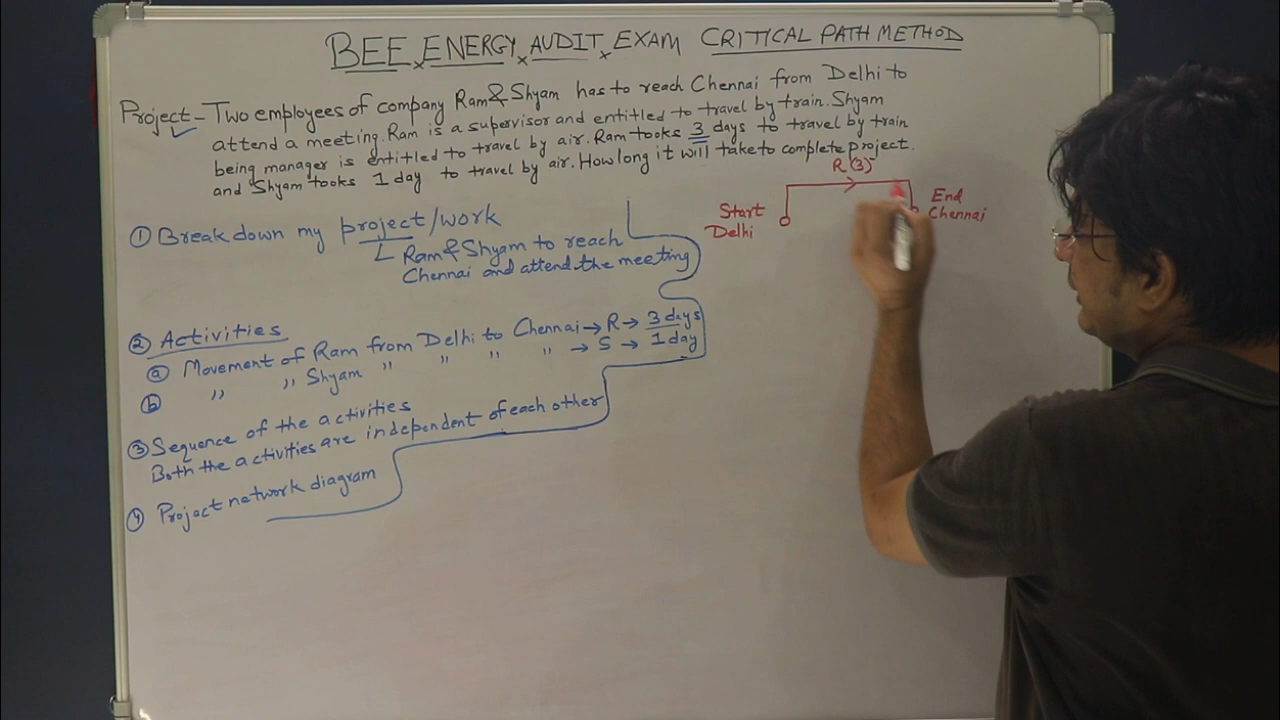 BEE ENERGY AUDIT EXAM CRITICAL PATH METHOD
Project - Two employees of company Ram & Shyam has to reach Chennai from Delhi to
attend a meeting. Ram is a supervisor and entitled to travel by train. Shyam
being manager is entitled to travel by air. Ram tooks 3 days to travel by train
and Shyam tooks 1 day to travel by air. How long it will take to complete project.
① Break down my project/work
Ram & Shyam to reach
Chennai and attend the meeting
② Activities
ⓐ Movement of Ram from Delhi to Chennai → R → 3 days
ⓑ " " Shyam " " " " → S → 1 day
③ Sequence of the activities
Both the activities are independent of each other
④ Project network diagram
R (3)
Start
Delhi
End
Chennai